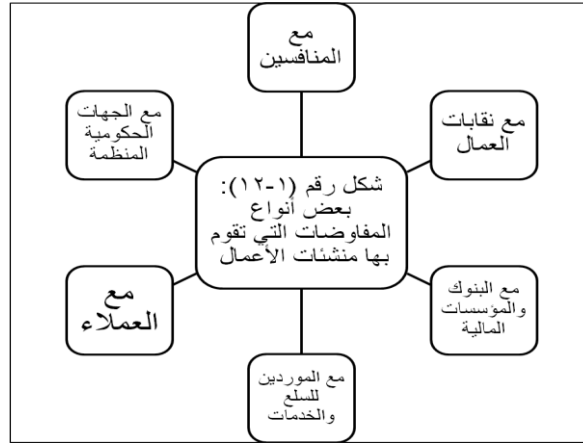 مع
المنافسين
مع نقابات
العمال
مع الجهات
الحكومية
المنظمة
شكل رقم (١-١٢):
بعض أنواع
المفاوضات التي تقوم
بها منشئات الأعمال
مع البنوك
والمؤسسات
المالية
مع
العملاء
مع الموردين
للسلع
والخدمات